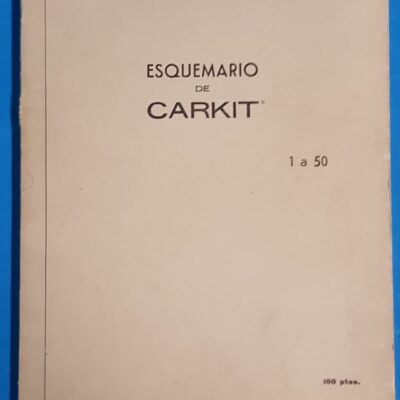 ESQUEMARIO
DE
CARKIT®
1 a 50
100 ptas.